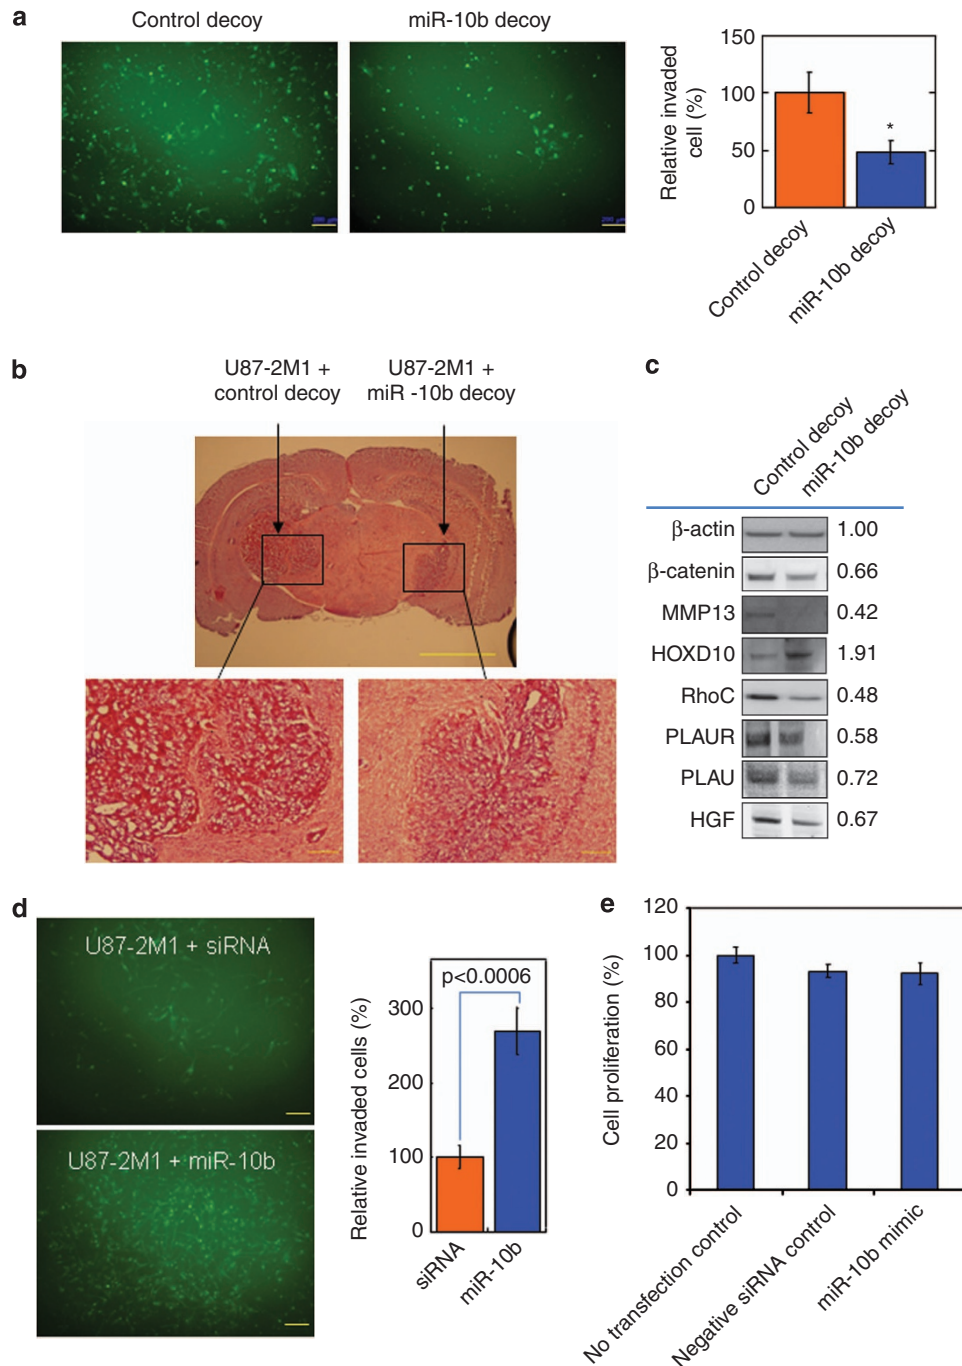 a
Control decoy
miR-10b decoy
Relative invaded
cell (%)
150
100
50
0
*
Control decoy
miR-10b decoy
b
U87-2M1 +
control decoy
U87-2M1 +
miR -10b decoy
c
Control decoy
miR-10b decoy
β-actin 1.00
β-catenin 0.66
MMP13 0.42
HOXD10 1.91
RhoC 0.48
PLAUR 0.58
PLAU 0.72
HGF 0.67
d
U87-2M1 + siRNA
U87-2M1 + miR-10b
Relative invaded cells (%)
p<0.0006
300
200
100
0
siRNA
miR-10b
e
Cell proliferation (%)
120
100
80
60
40
20
0
No transfection control
Negative siRNA control
miR-10b mimic